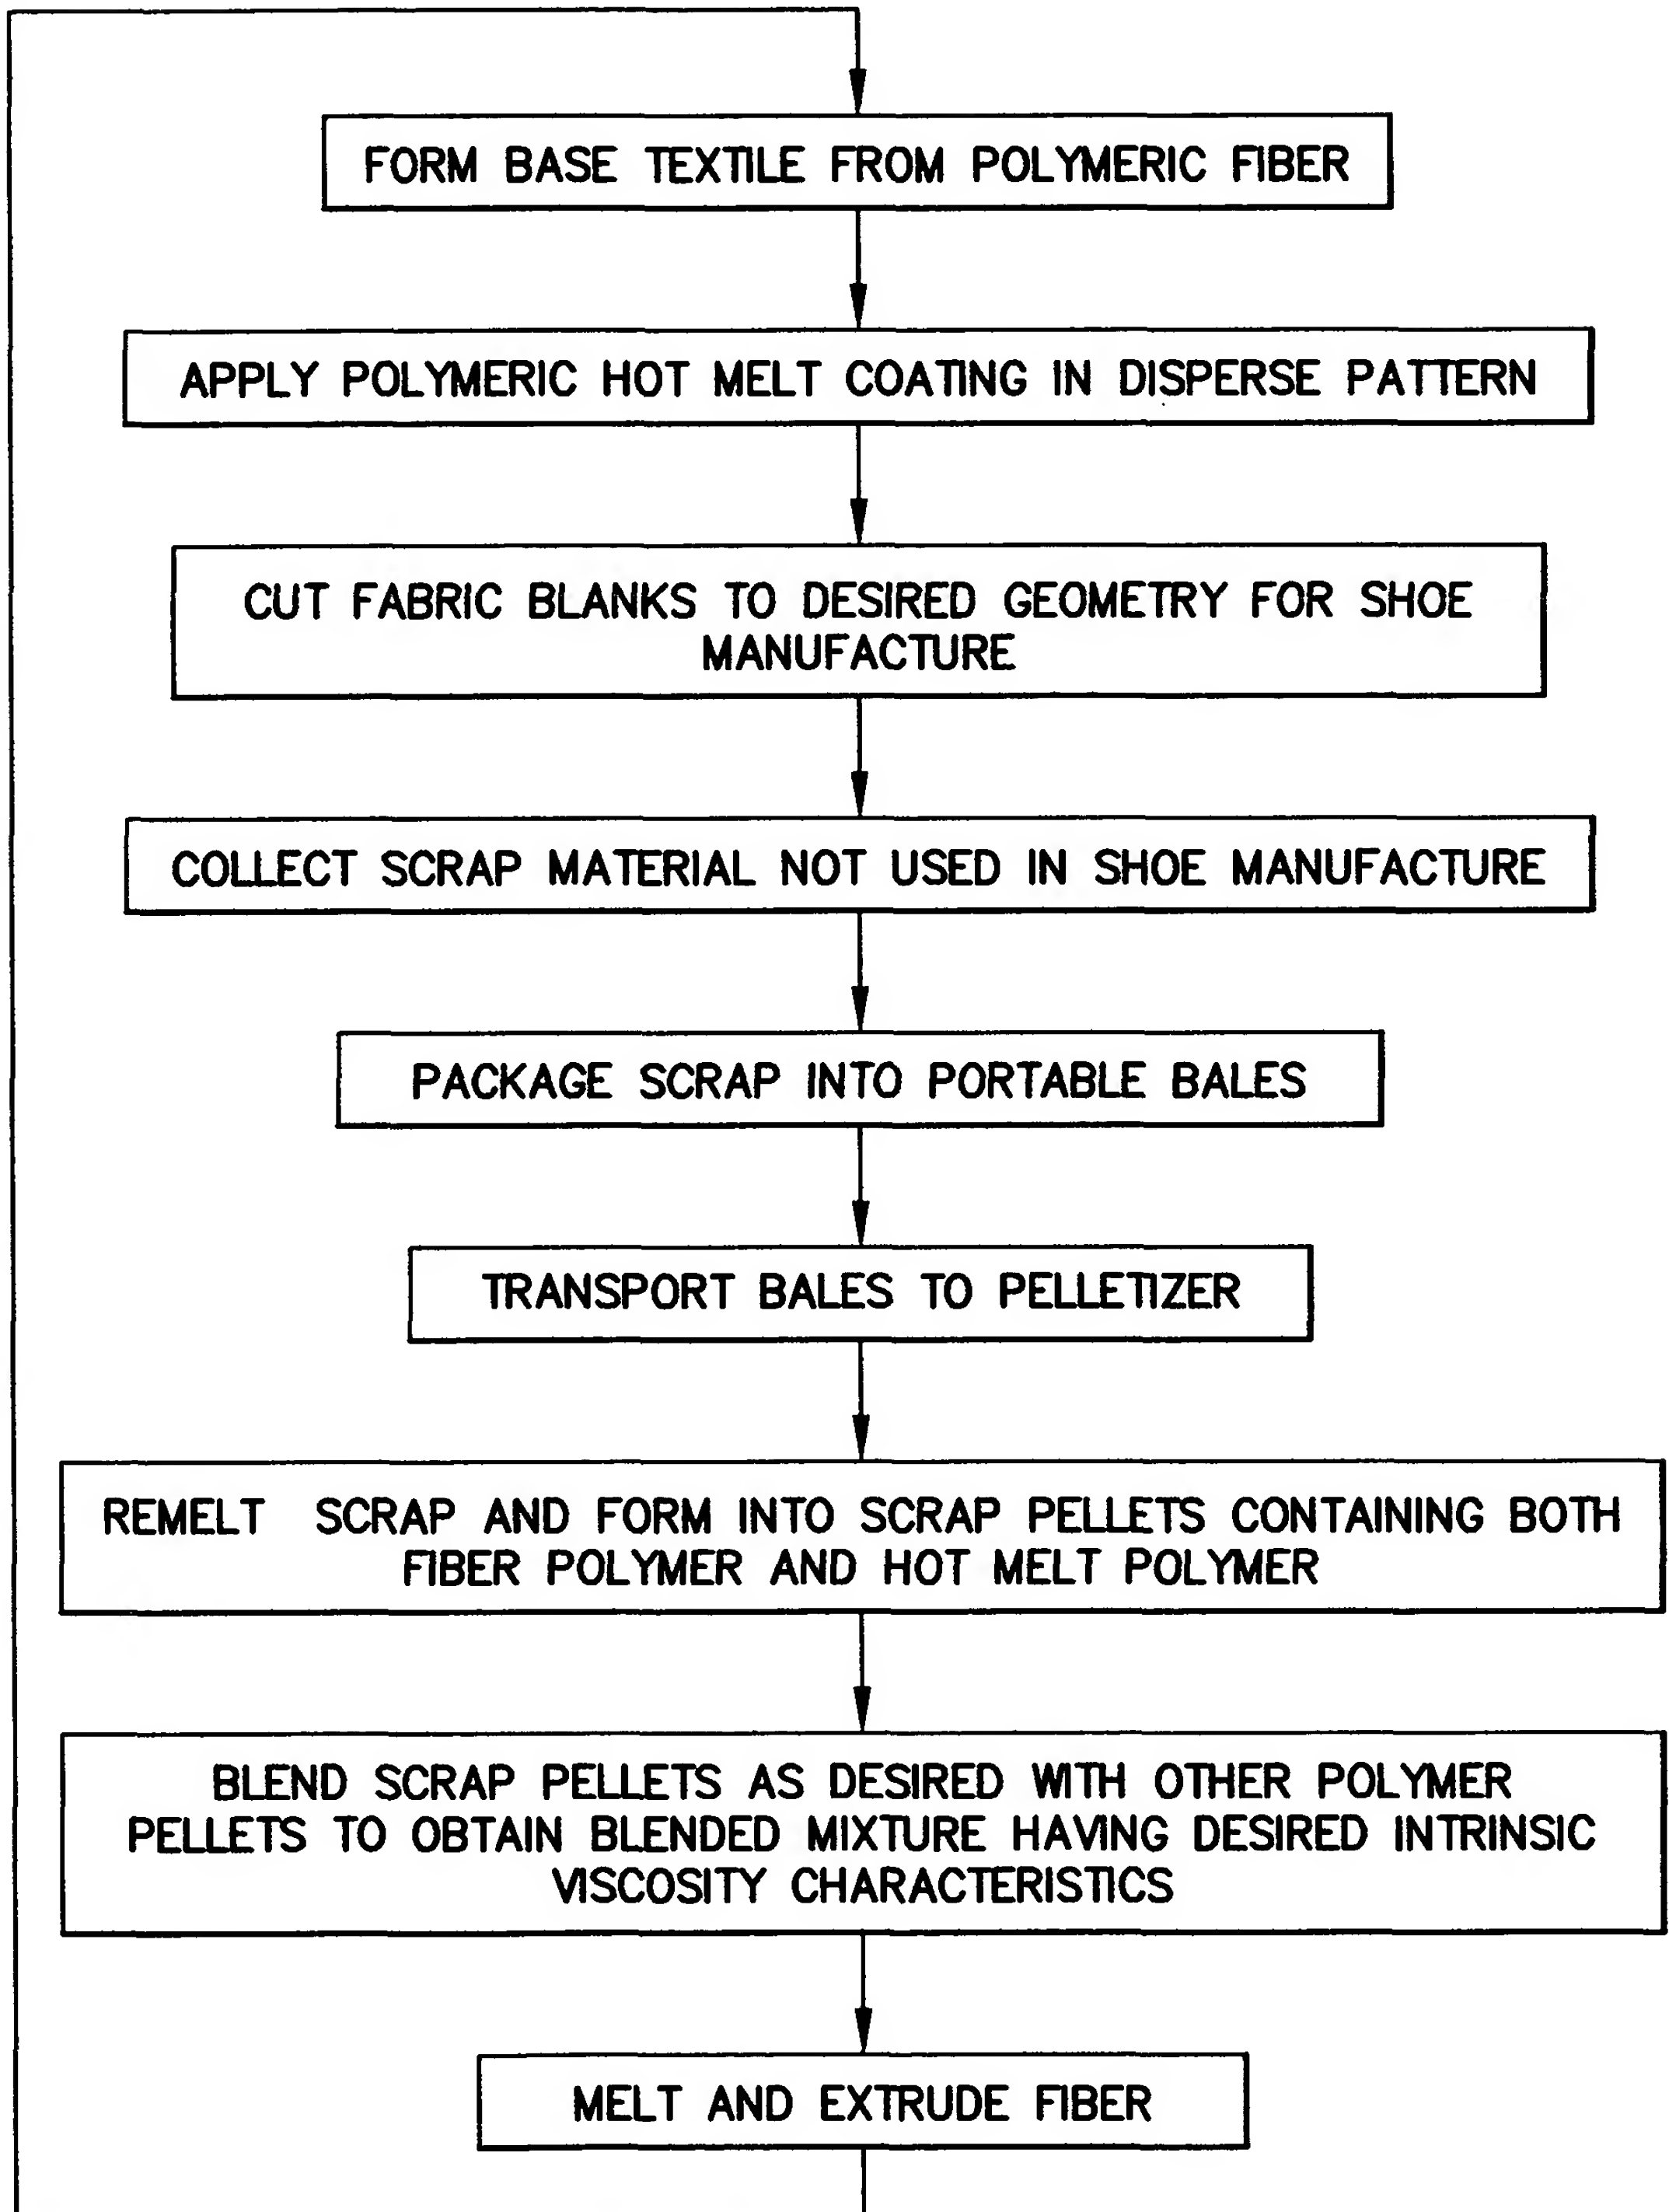 FORM BASE TEXTILE FROM POLYMERIC FIBER
APPLY POLYMERIC HOT MELT COATING IN DISPERSE PATTERN
CUT FABRIC BLANKS TO DESIRED GEOMETRY FOR SHOE
MANUFACTURE
COLLECT SCRAP MATERIAL NOT USED IN SHOE MANUFACTURE
PACKAGE SCRAP INTO PORTABLE BALES
TRANSPORT BALES TO PELLETIZER
REMELT SCRAP AND FORM INTO SCRAP PELLETS CONTAINING BOTH
FIBER POLYMER AND HOT MELT POLYMER
BLEND SCRAP PELLETS AS DESIRED WITH OTHER POLYMER
PELLETS TO OBTAIN BLENDED MIXTURE HAVING DESIRED INTRINSIC
VISCOSITY CHARACTERISTICS
MELT AND EXTRUDE FIBER